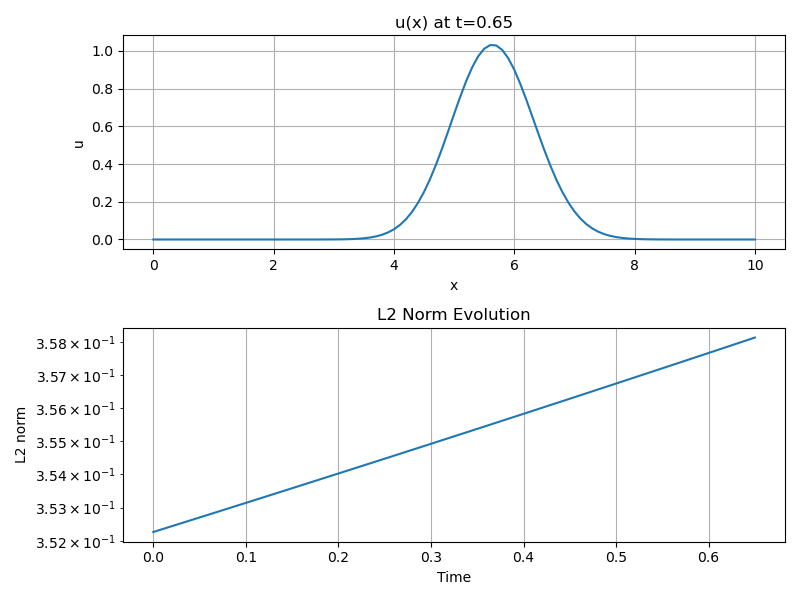 u(x) at t=0.65
u
1.0
0.8
0.6
0.4
0.2
0.0
0 2 4 6 8 10
x
L2 Norm Evolution
L2 norm
3.58 × 10⁻¹
3.57 × 10⁻¹
3.56 × 10⁻¹
3.55 × 10⁻¹
3.54 × 10⁻¹
3.53 × 10⁻¹
3.52 × 10⁻¹
0.0 0.1 0.2 0.3 0.4 0.5 0.6
Time